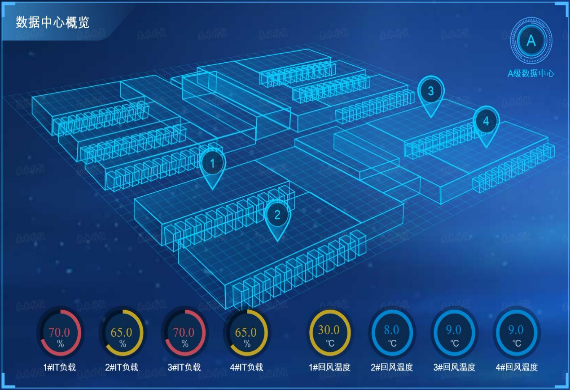 数据中心概览
A
A级数据中心
3
4
1
2
70.0
%
1#IT负载
65.0
%
2#IT负载
70.0
%
3#IT负载
65.0
%
4#IT负载
30.0
℃
1#回风温度
8.0
℃
2#回风温度
9.0
℃
3#回风温度
9.0
℃
4#回风温度